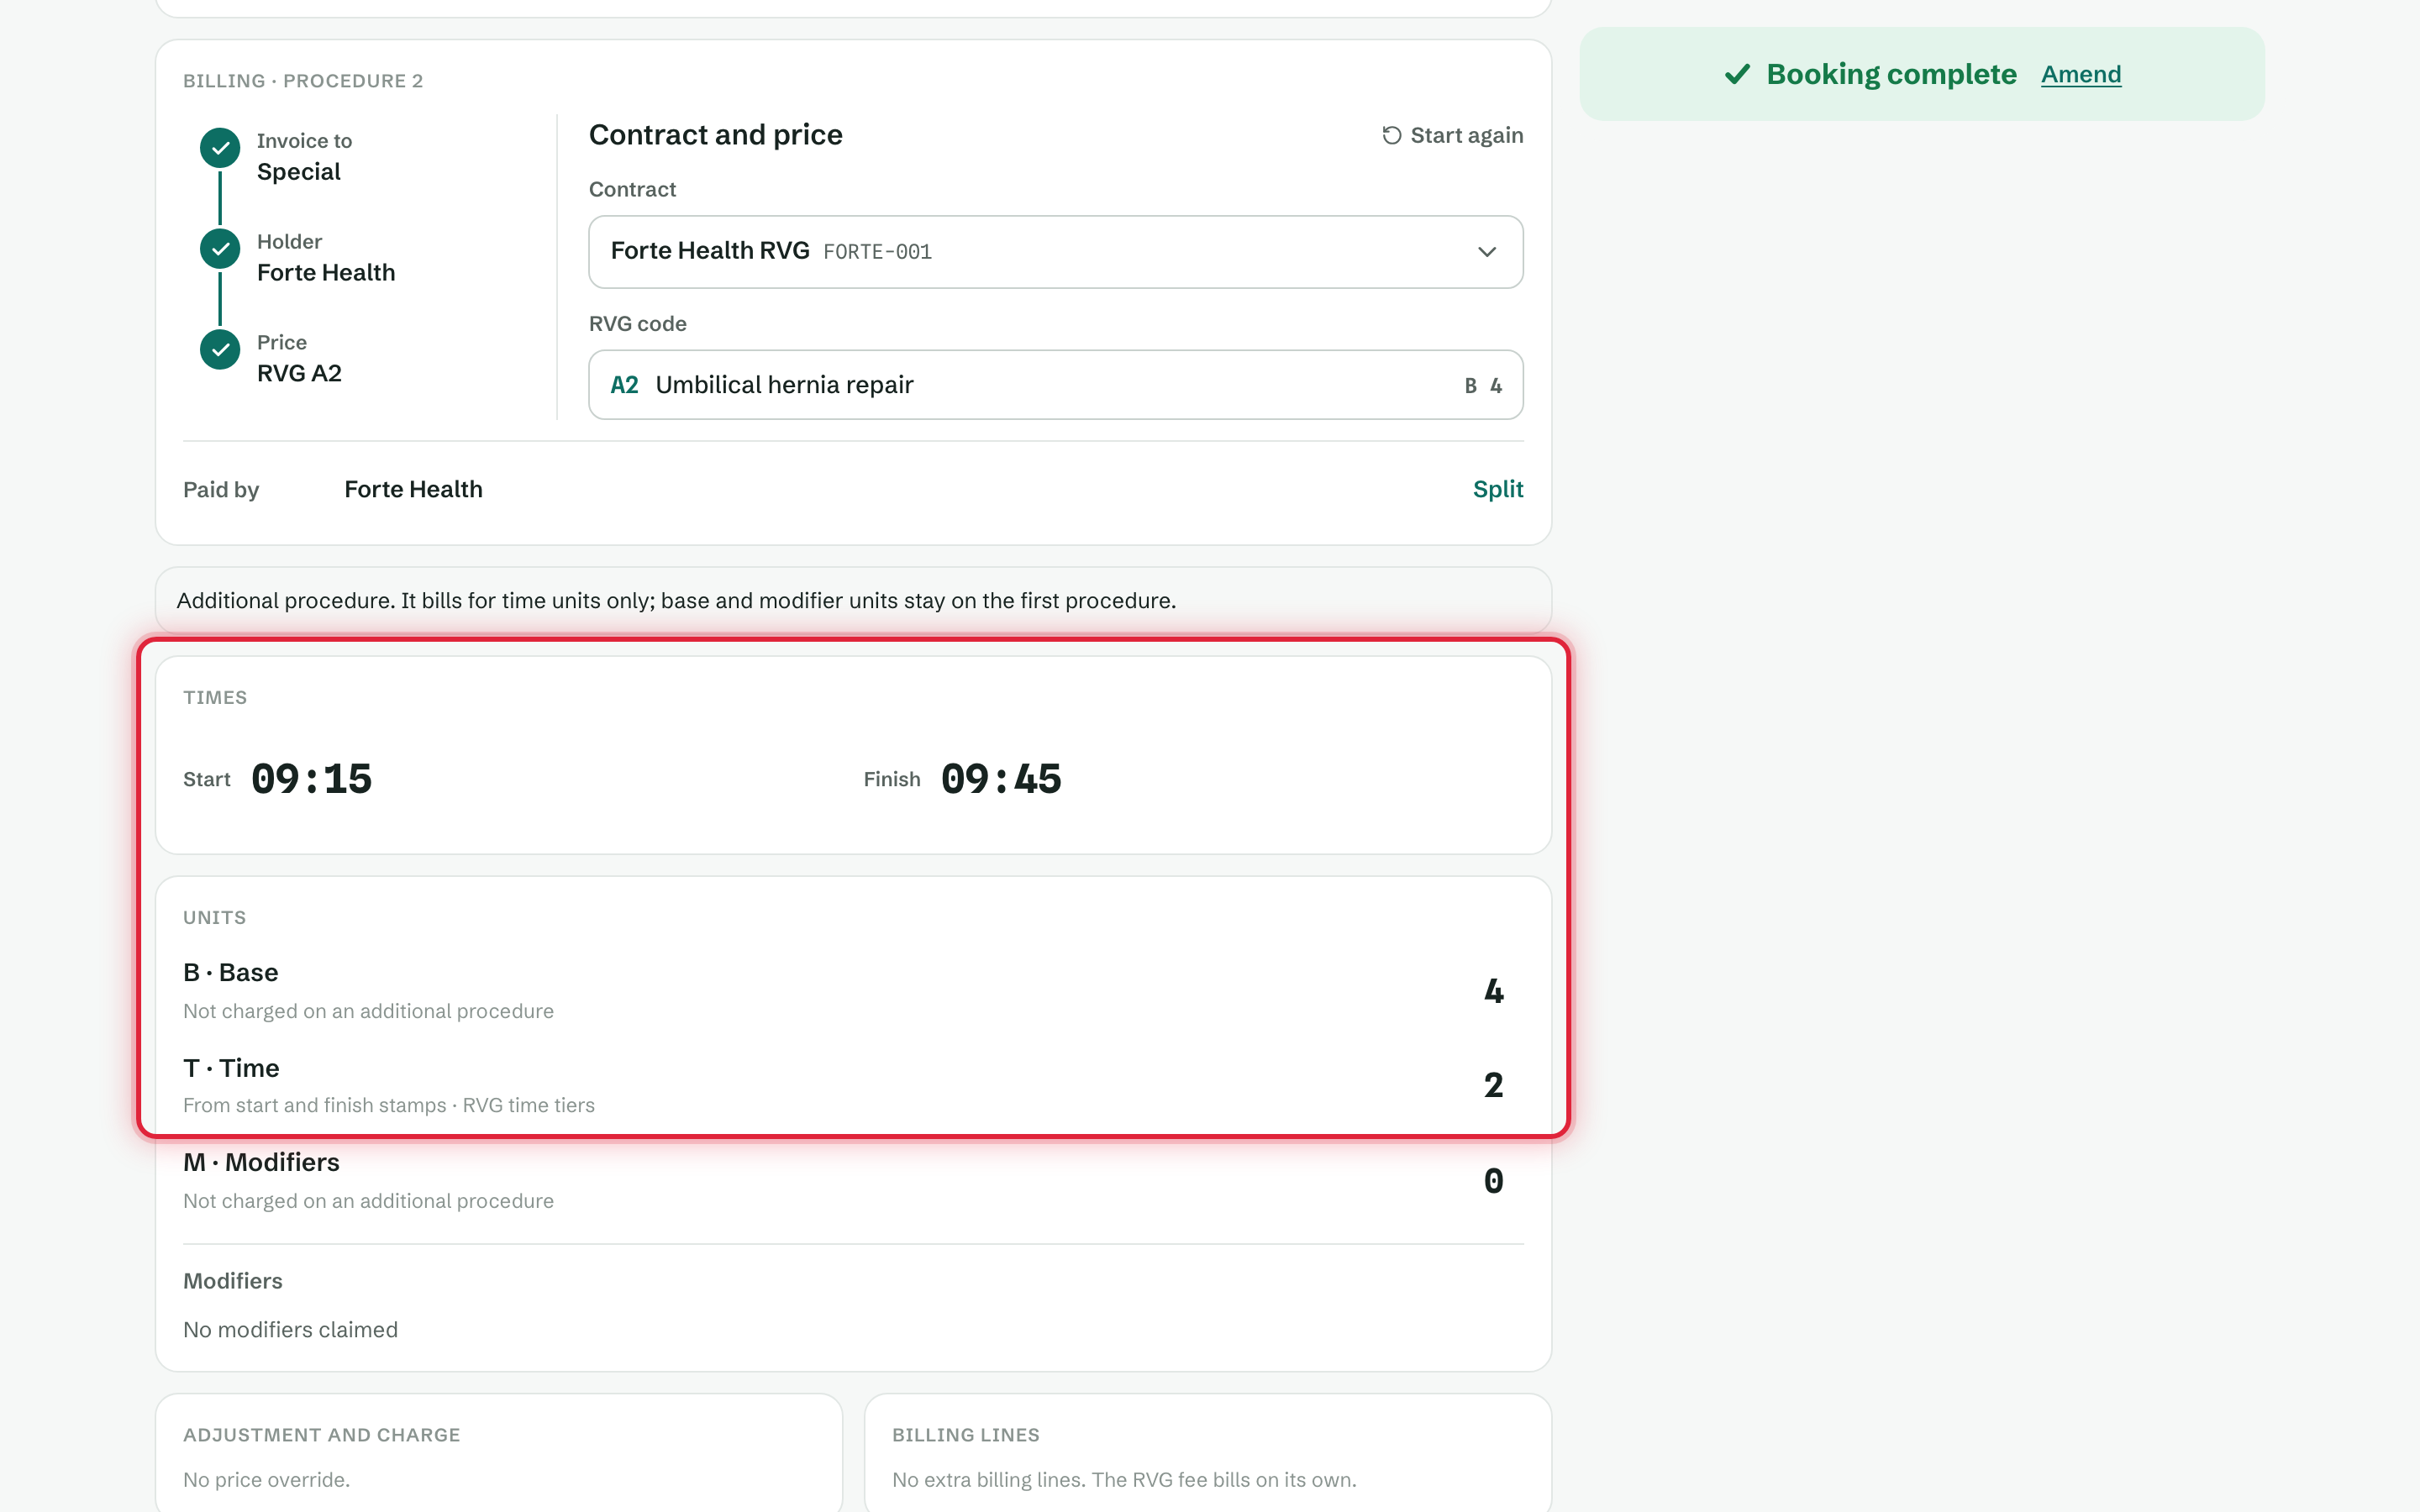 Booking complete Amend
BILLING · PROCEDURE 2
Invoice to
Special
Holder
Forte Health
Price
RVG A2
Contract and price
Start again
Contract
Forte Health RVG FORTE-001
RVG code
A2 Umbilical hernia repair B 4
Paid by Forte Health Split
Additional procedure. It bills for time units only; base and modifier units stay on the first procedure.
TIMES
Start 09:15 Finish 09:45
UNITS
B · Base
Not charged on an additional procedure
4
T · Time
From start and finish stamps · RVG time tiers
2
M · Modifiers
Not charged on an additional procedure
0
Modifiers
No modifiers claimed
ADJUSTMENT AND CHARGE
No price override.
BILLING LINES
No extra billing lines. The RVG fee bills on its own.